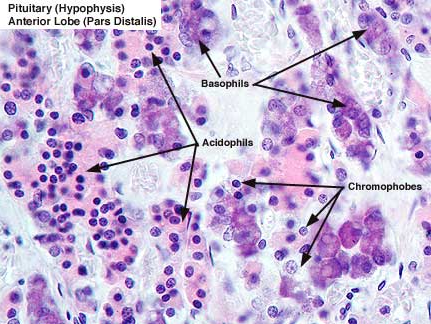 Pituitary (Hypophysis)
Anterior Lobe (Pars Distalis)
Basophils
Acidophils
Chromophobes